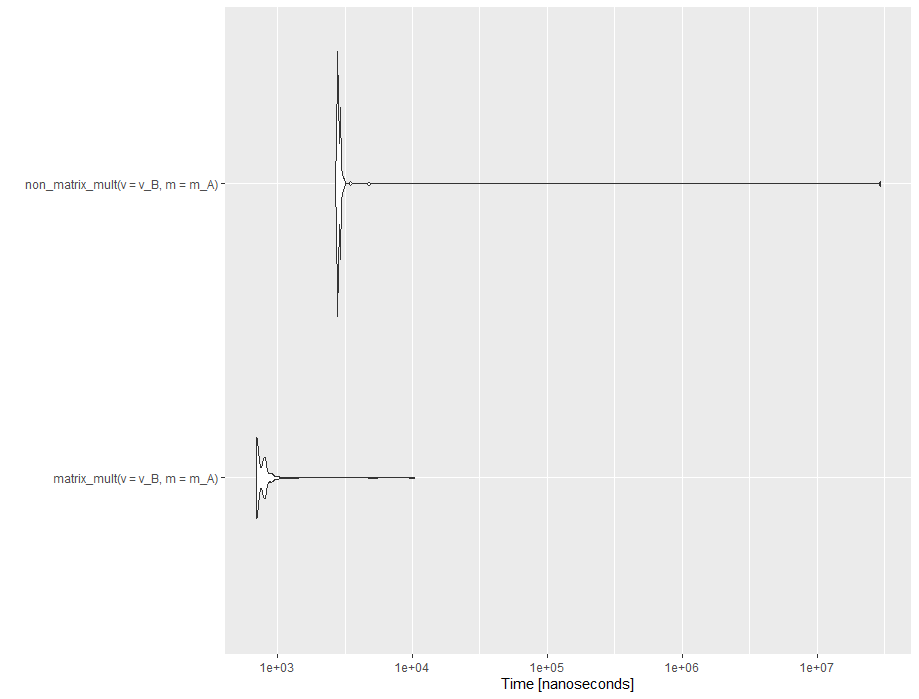 non_matrix_mult(v = v_B, m = m_A)
matrix_mult(v = v_B, m = m_A)
1e+03 1e+04 1e+05 1e+06 1e+07
Time [nanoseconds]